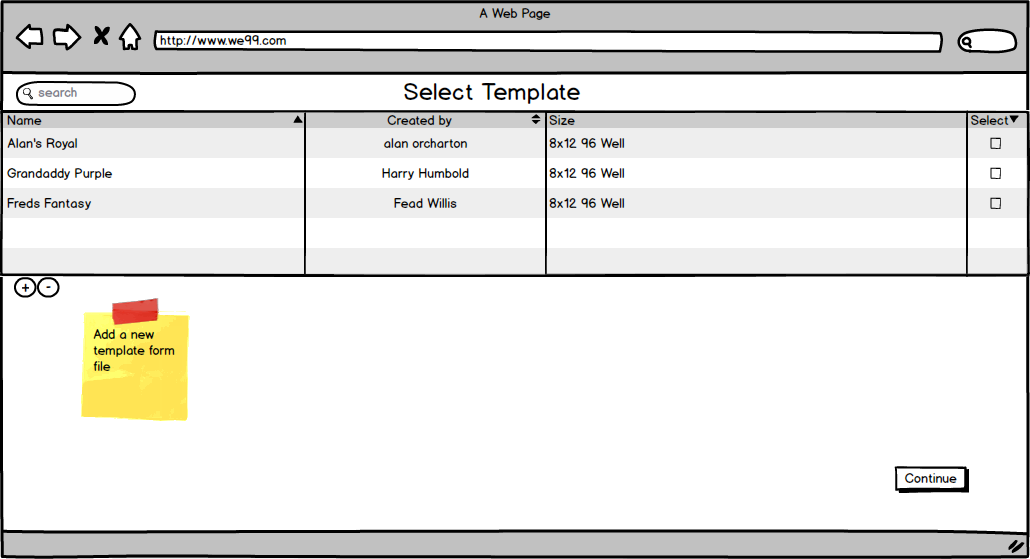 A Web Page
http://www.we99.com
search
Select Template
Name Created by Size Select
Alan's Royal alan orcharton 8x12 96 Well
Grandaddy Purple Harry Humbold 8x12 96 Well
Freds Fantasy Fead Willis 8x12 96 Well
+ -
Add a new
template form
file
Continue